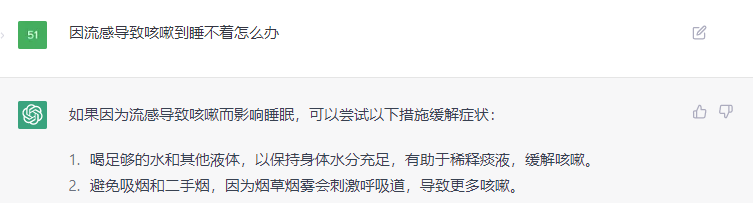 51
因流感导致咳嗽到睡不着怎么办
如果因为流感导致咳嗽而影响睡眠，可以尝试以下措施缓解症状：
1. 喝足够的水和其他液体，以保持身体水分充足，有助于稀释痰液，缓解咳嗽。
2. 避免吸烟和二手烟，因为烟草烟雾会刺激呼吸道，导致更多咳嗽。